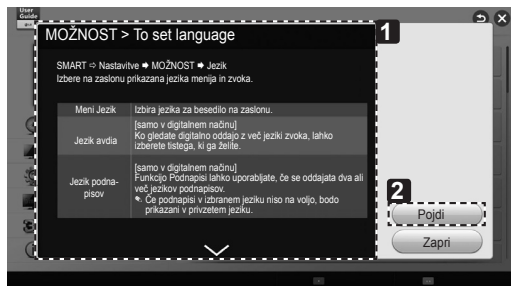 User
Guide
1
MOŽNOST > To set language
SMART ⇨ Nastavitve ➡ MOŽNOST ➡ Jezik
Izbere na zaslonu prikazana jezika menija in zvoka.
Meni Jezik
Izbira jezika za besedilo na zaslonu.
Jezik avdia
[samo v digitalnem načinu]
Ko gledate digitalno oddajo z več jeziki zvoka, lahko
izberete tistega, ki ga želite.
Jezik podna-
pisov
[samo v digitalnem načinu]
Funkcijo Podnapisi lahko uporabljate, če se oddajata dva ali
več jezikov podnapisov.
Če podnapisi v izbranem jeziku niso na voljo, bodo
prikazani v privzetem jeziku.
2
Pojdi
Zapri